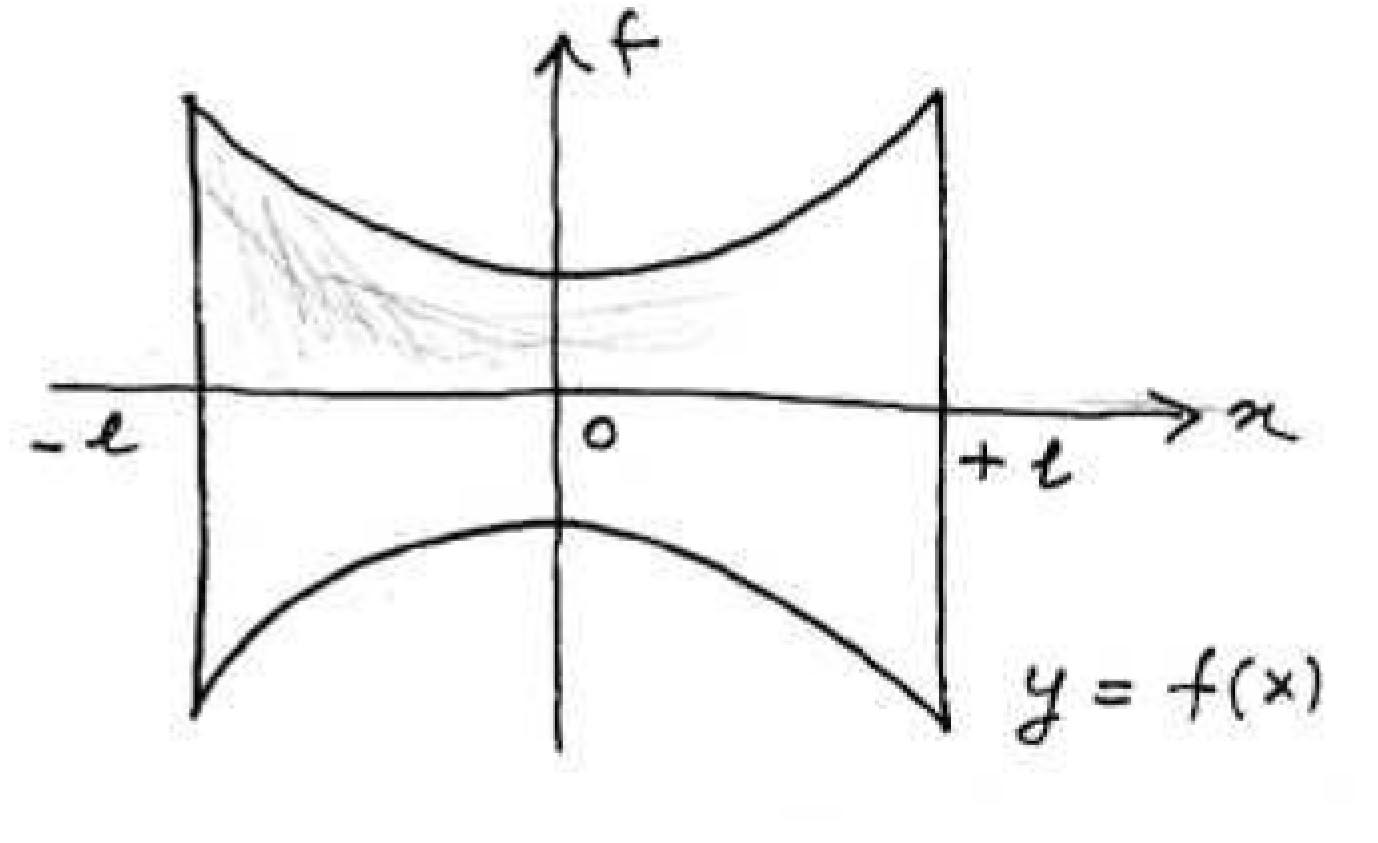 f
- l
0
+ l
x
y = f(x)